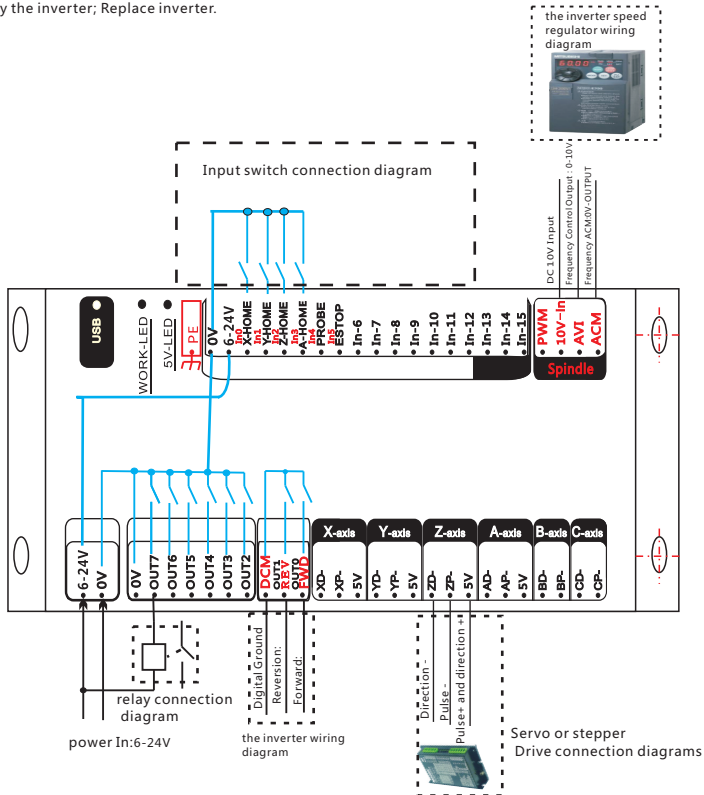 y the inverter; Replace inverter.
the inverter speed
regulator wiring
diagram
60.00
Input switch connection diagram
DC 10V Input
Frequency Control Output : 0-10V
Frequency ACM:0V-OUTPUT
USB
WORK-LED
5V-LED
PE
0V
6-24V
In0
X-HOME
In1
Y-HOME
In2
Z-HOME
In3
A-HOME
In4
PROBE
In5
ESTOP
In-6
In-7
In-8
In-9
In-10
In-11
In-12
In-13
In-14
In-15
PWM
10V-In
AVI
ACM
Spindle
6-24V
0V
0V
OUT7
OUT6
OUT5
OUT4
OUT3
OUT2
DCM
OUT1
REV
OUT0
FWD
X-axis
Y-axis
Z-axis
A-axis
B-axis
C-axis
XD-
XP-
5V
YD-
YP-
5V
ZD-
ZP-
5V
AD-
AP-
5V
BD-
BP-
CD-
CP-
relay connection
diagram
power In:6-24V
Digital Ground
Reversion:
Forward:
the inverter wiring
diagram
Direction -
Pulse -
Pulse+ and direction +
Servo or stepper
Drive connection diagrams